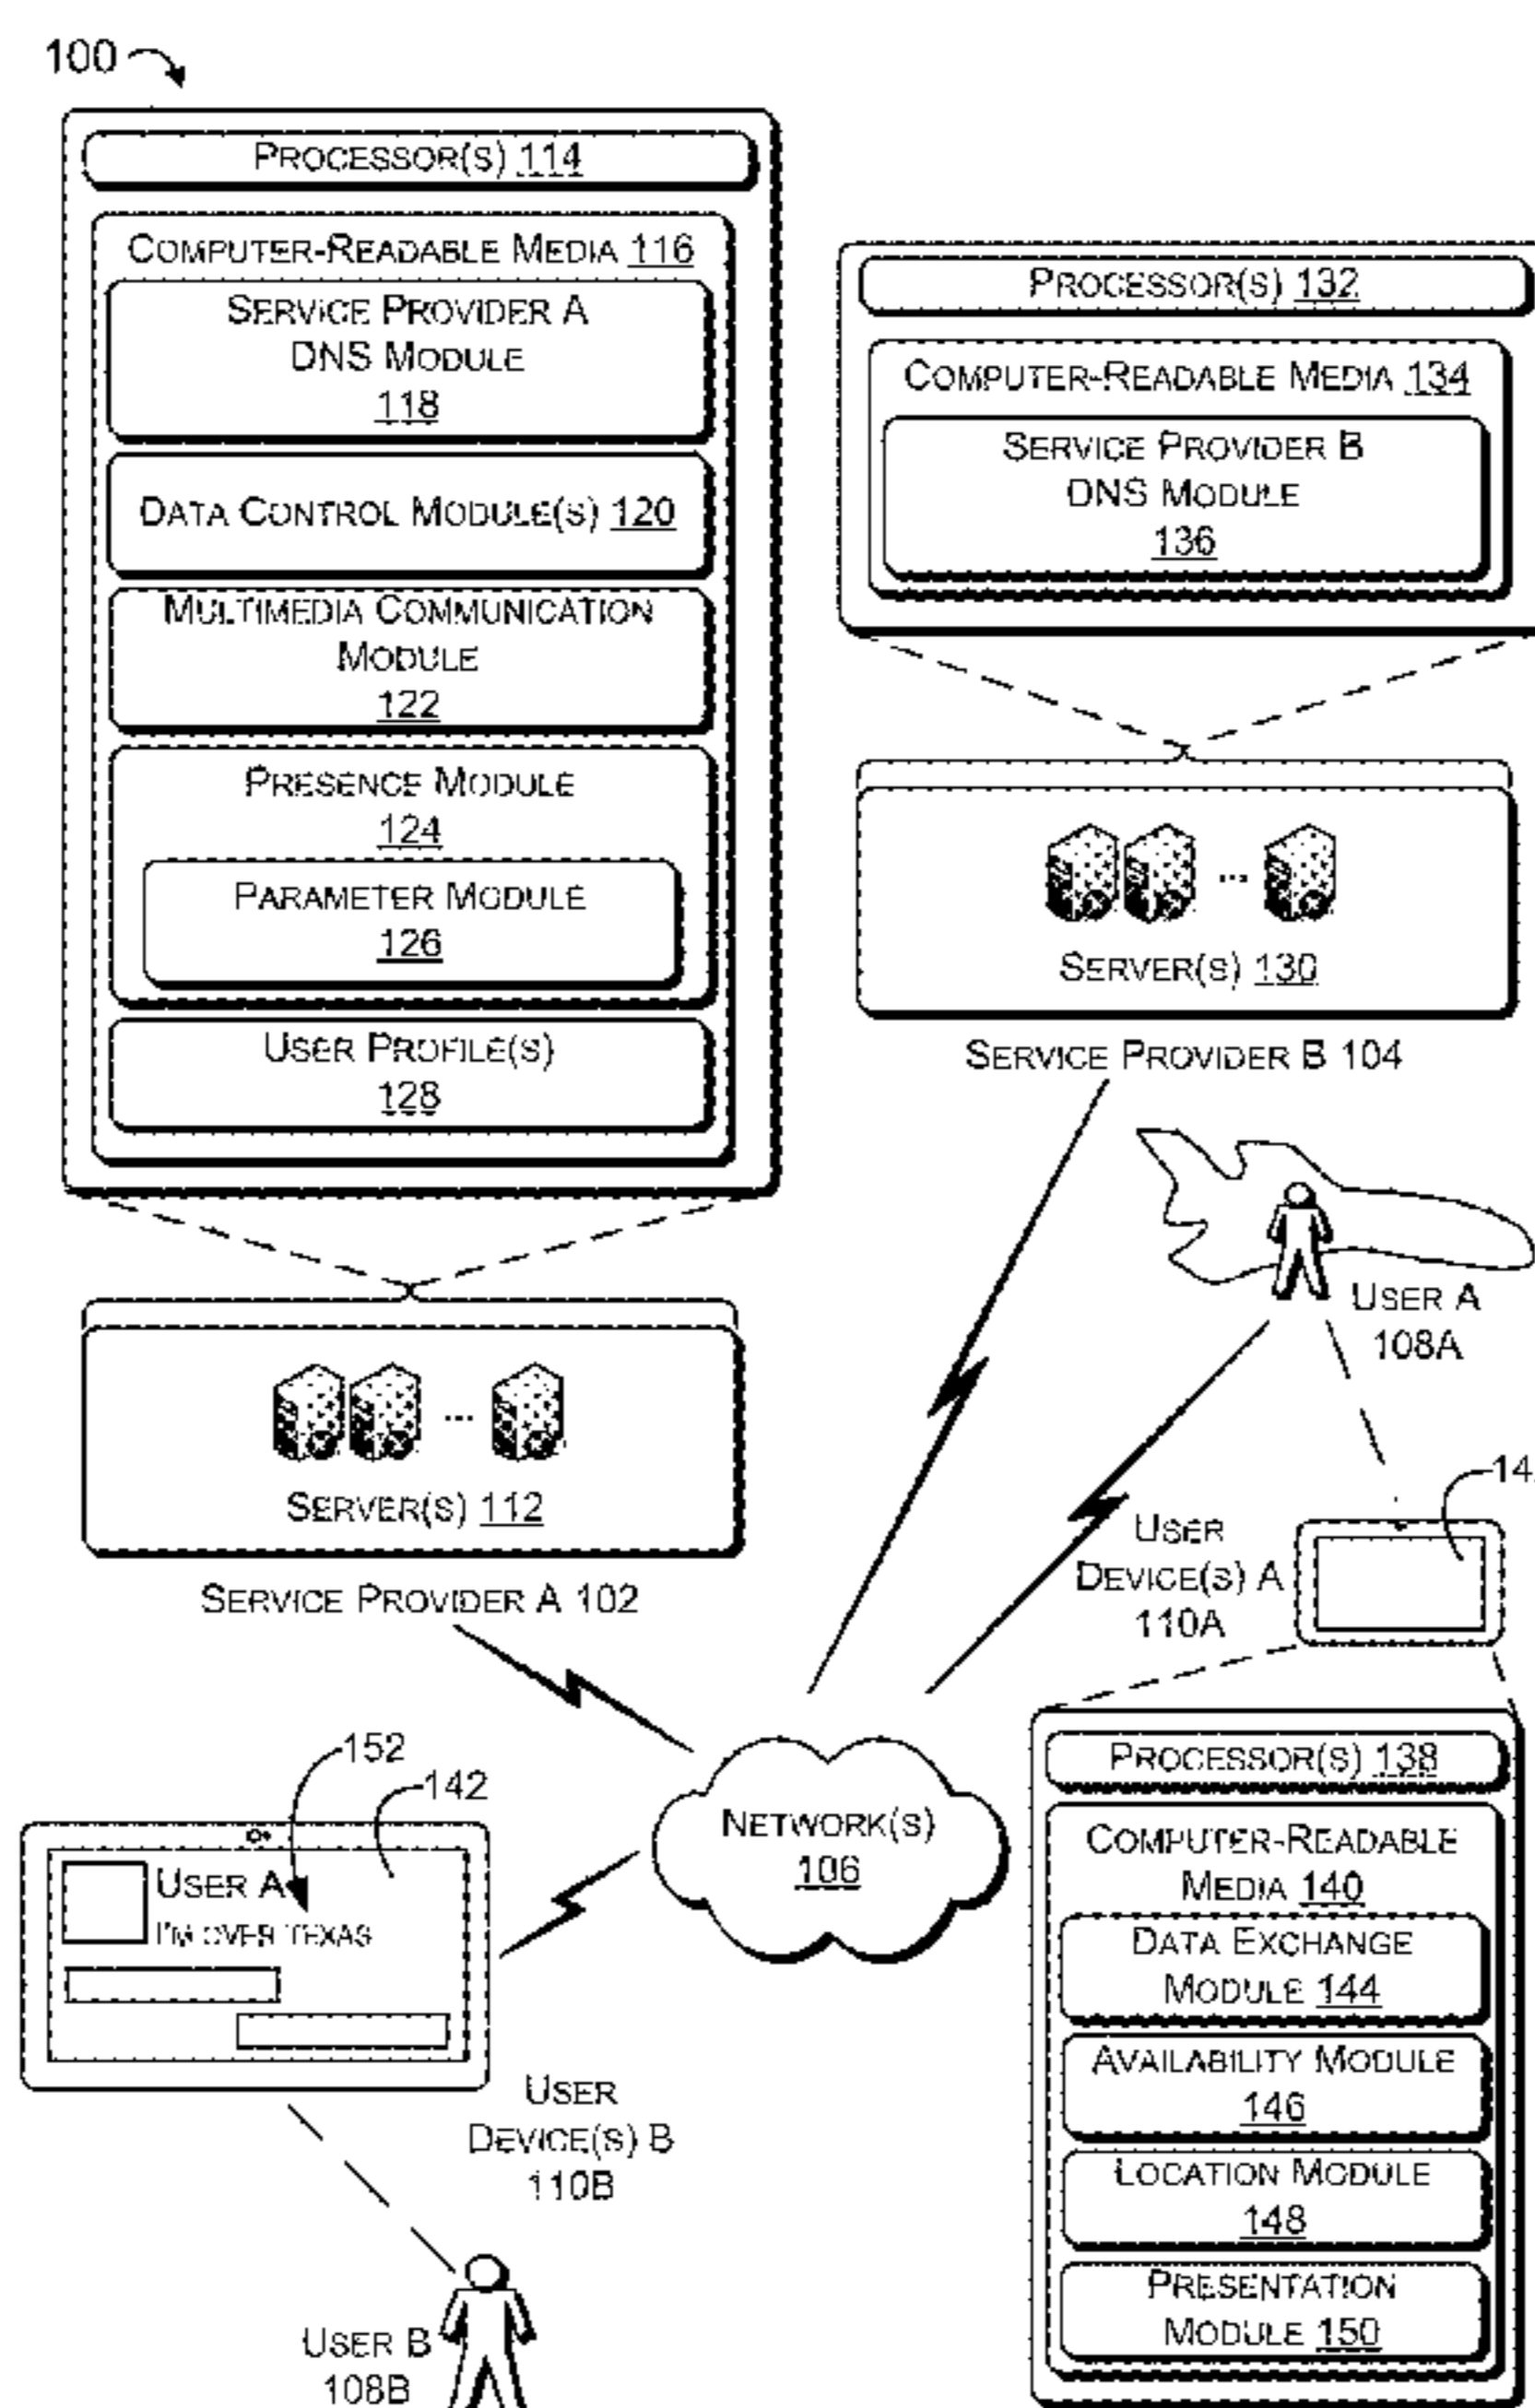 100
PROCESSOR(S) 114
COMPUTER-READABLE MEDIA 116
SERVICE PROVIDER A
DNS MODULE
118
DATA CONTROL MODULE(S) 120
MULTIMEDIA COMMUNICATION
MODULE
122
PRESENCE MODULE
124
PARAMETER MODULE
126
USER PROFILE(S)
128
SERVER(S) 112
SERVICE PROVIDER A 102
PROCESSOR(S) 132
COMPUTER-READABLE MEDIA 134
SERVICE PROVIDER B
DNS MODULE
136
SERVER(S) 130
SERVICE PROVIDER B 104
USER A
108A
USER
DEVICE(S) A
110A
NETWORK(S)
106
152
142
USER A
I'M OVER TEXAS
USER
DEVICE(S) B
110B
USER B
108B
PROCESSOR(S) 138
COMPUTER-READABLE
MEDIA 140
DATA EXCHANGE
MODULE 144
AVAILABILITY MODULE
146
LOCATION MODULE
148
PRESENTATION
MODULE 150